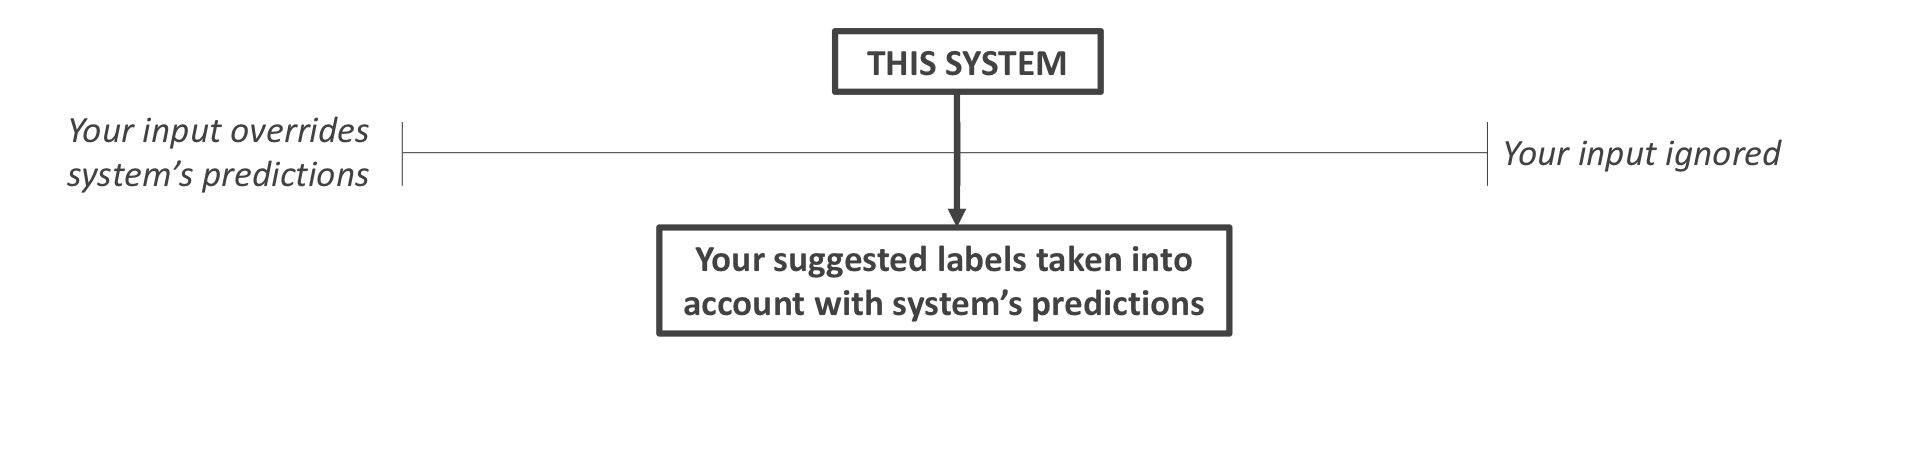 THIS SYSTEM
Your input overrides
system’s predictions
Your input ignored
Your suggested labels taken into
account with system’s predictions